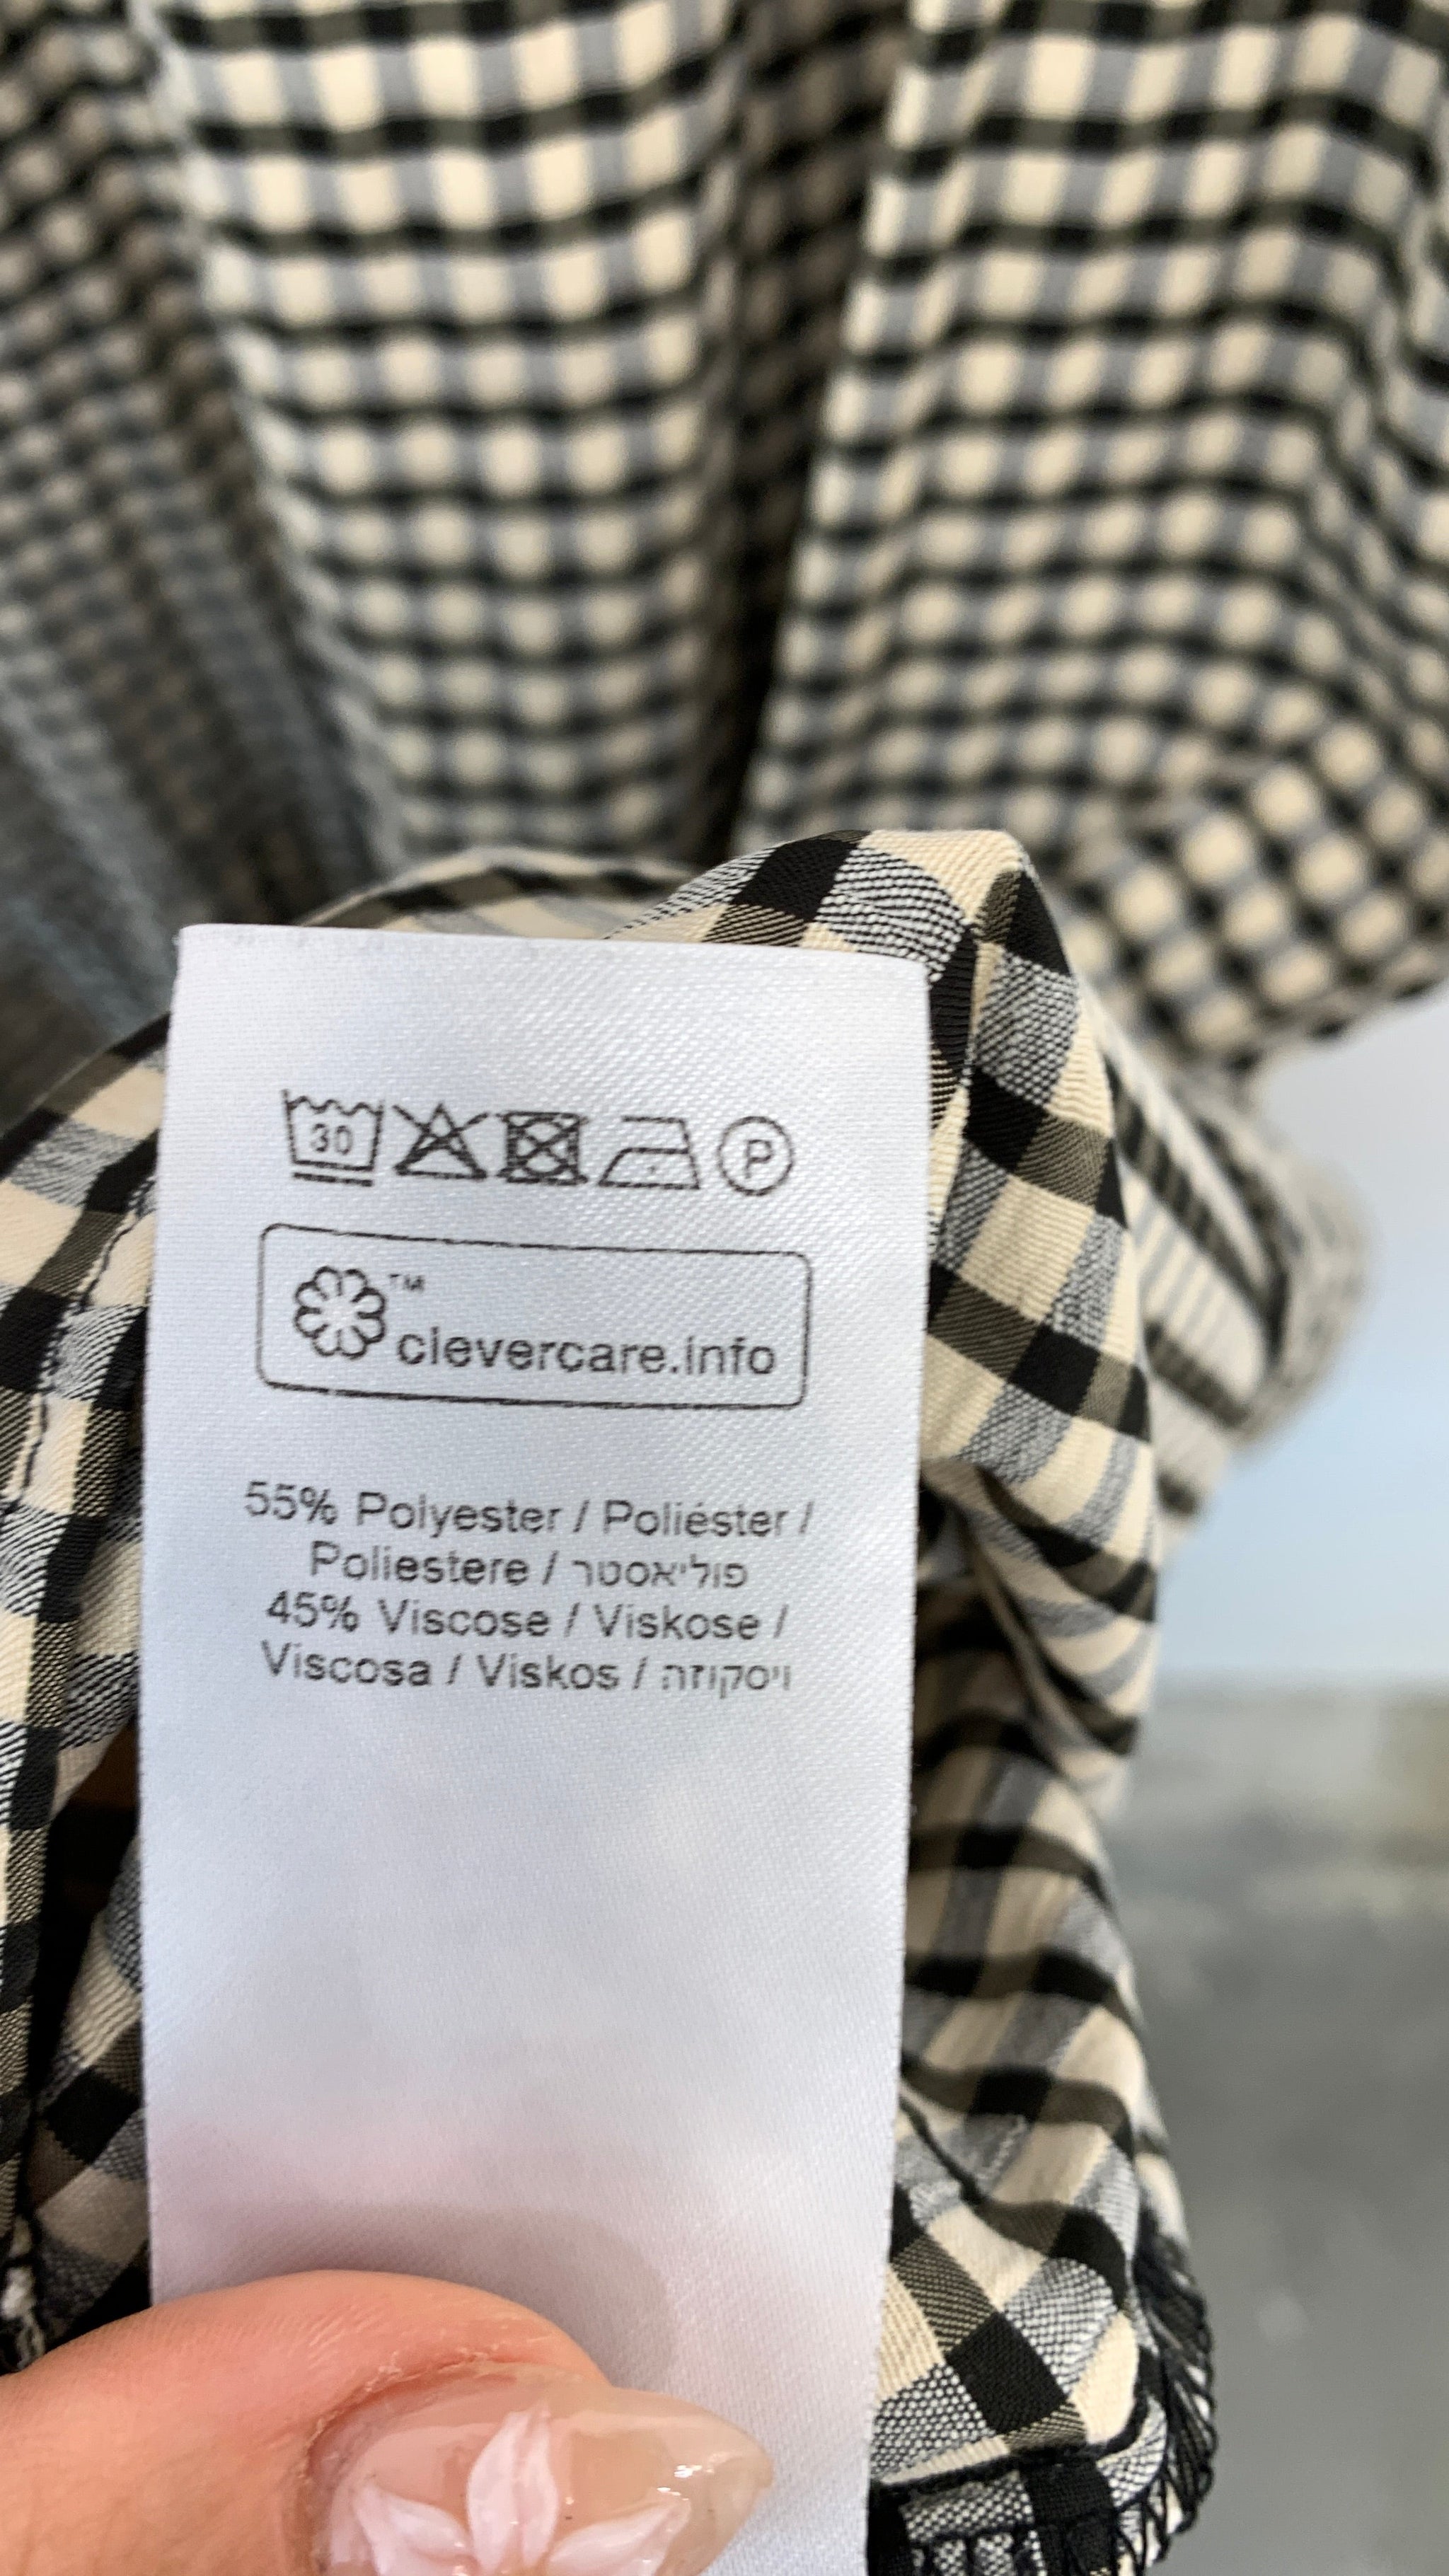 30 P
™ clevercare.info
55% Polyester / Poliéster /
Poliestere / פוליאסטר
45% Viscose / Viskose /
Viscosa / Viskos / ויסקוזה